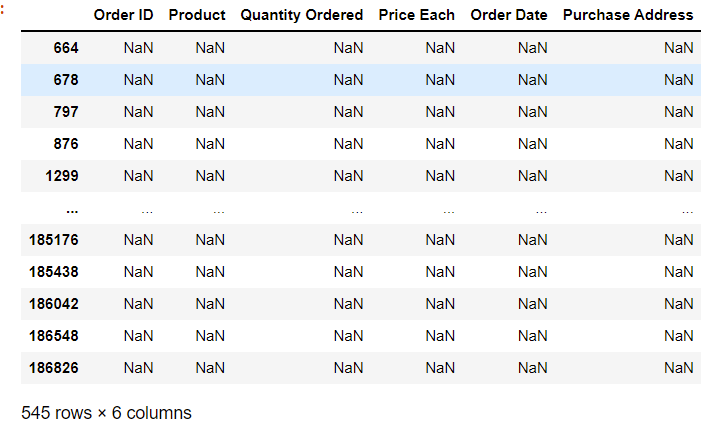 :
Order ID Product Quantity Ordered Price Each Order Date Purchase Address
664 NaN NaN NaN NaN NaN NaN
678 NaN NaN NaN NaN NaN NaN
797 NaN NaN NaN NaN NaN NaN
876 NaN NaN NaN NaN NaN NaN
1299 NaN NaN NaN NaN NaN NaN
... ... ... ... ... ... ...
185176 NaN NaN NaN NaN NaN NaN
185438 NaN NaN NaN NaN NaN NaN
186042 NaN NaN NaN NaN NaN NaN
186548 NaN NaN NaN NaN NaN NaN
186826 NaN NaN NaN NaN NaN NaN
545 rows × 6 columns